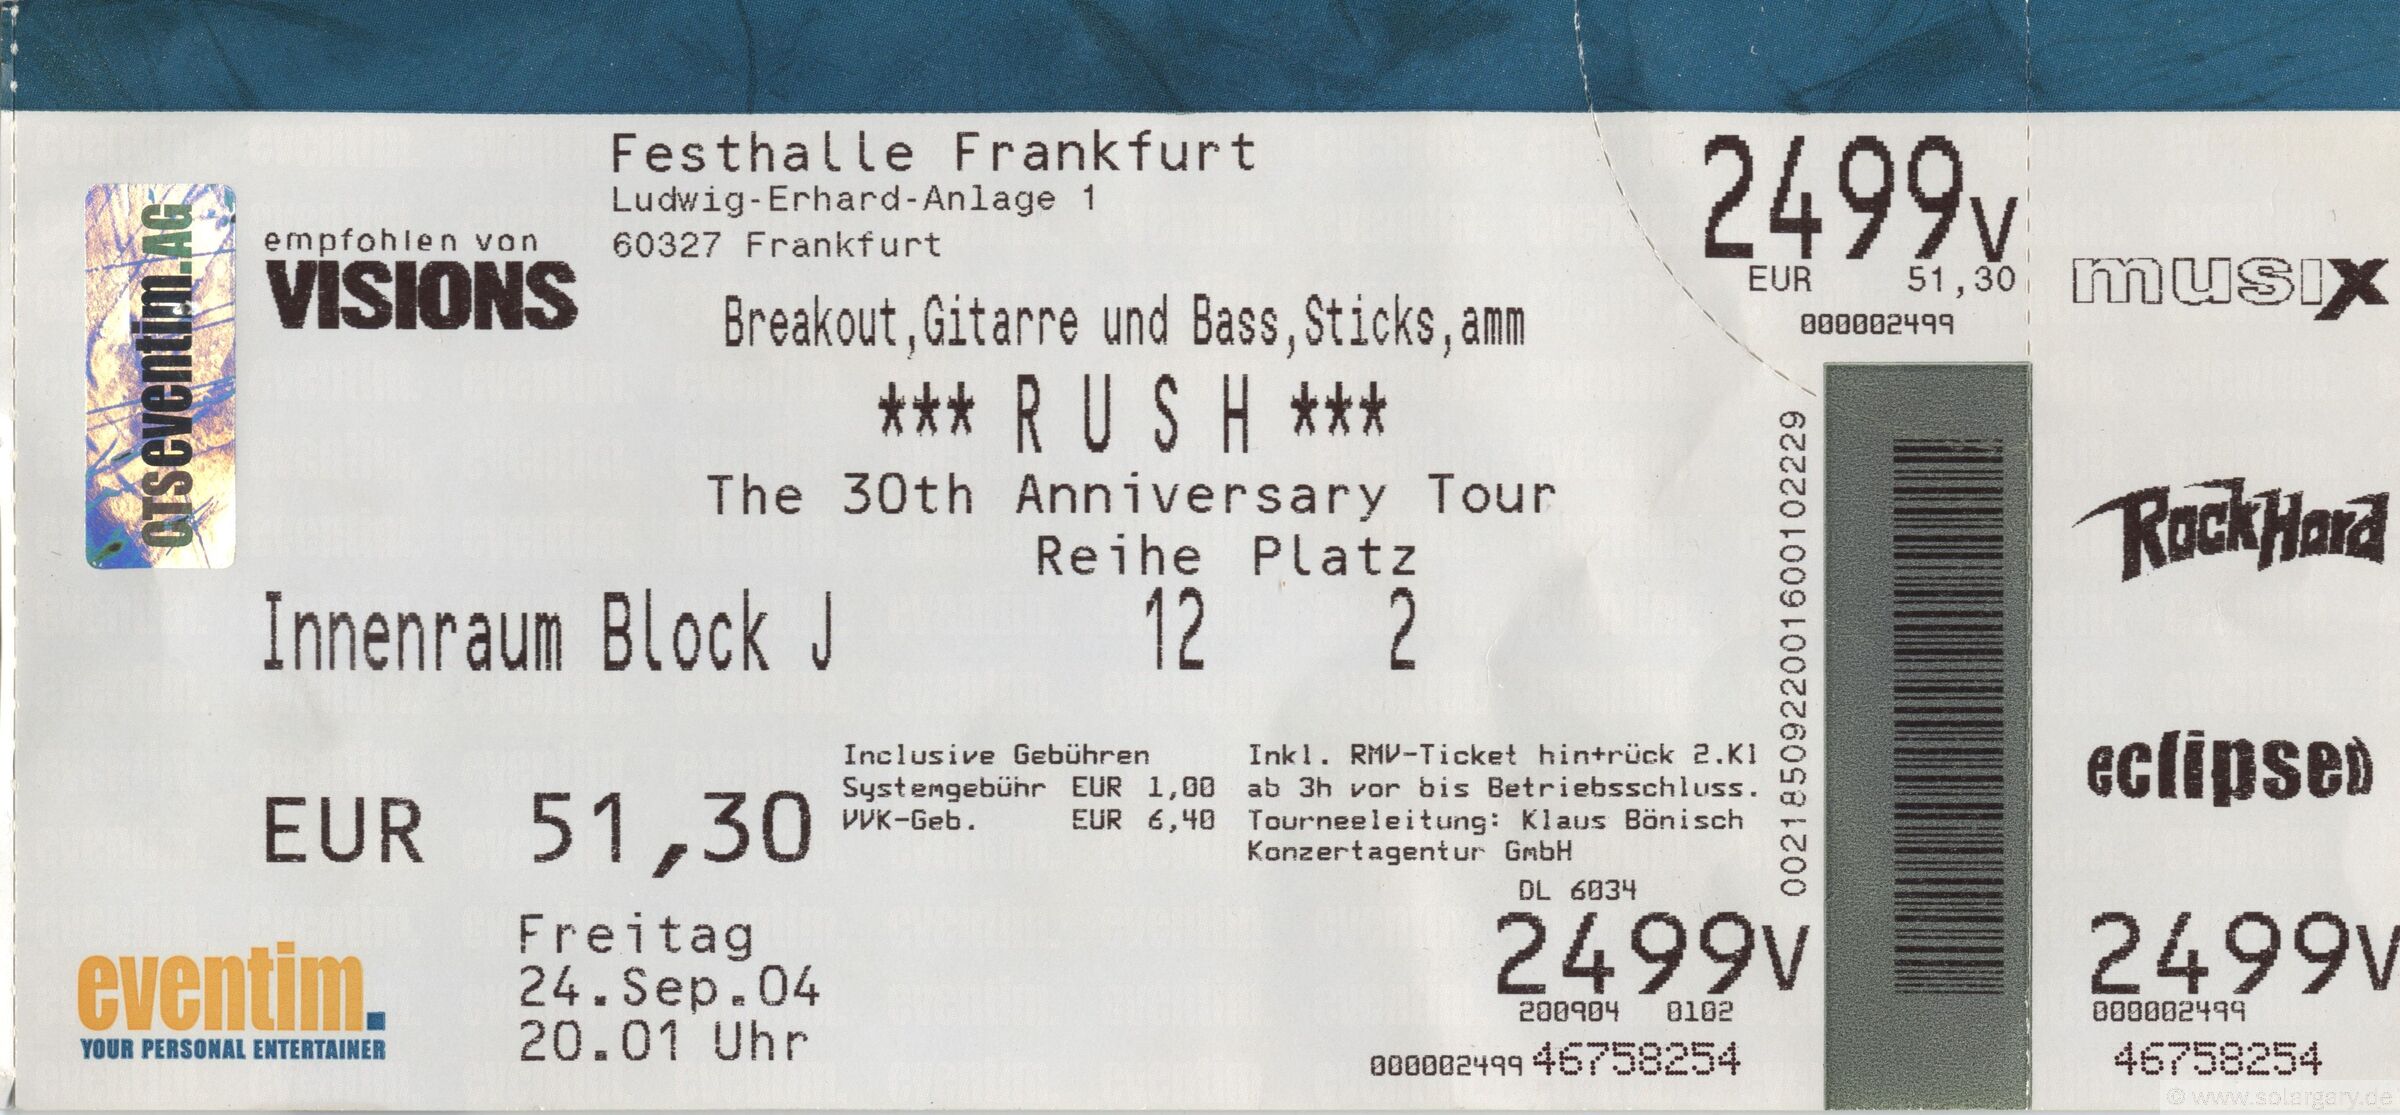 Festhalle Frankfurt
Ludwig-Erhard-Anlage 1
60327 Frankfurt
empfohlen von
VISIONS
CTSeventim.AG
Breakout,Gitarre und Bass,Sticks,amm
*** R U S H ***
The 30th Anniversary Tour
Reihe Platz
Innenraum Block J 12 2
EUR 51,30
Inclusive Gebühren
Systemgebühr EUR 1,00
VVK-Geb. EUR 6,40
Inkl. RMV-Ticket hin+rück 2.Kl
ab 3h vor bis Betriebsschluss.
Tourneeleitung: Klaus Bönisch
Konzertagentur GmbH
DL 6034
2499V
200904 0102
000002499 46758254
eventim.
YOUR PERSONAL ENTERTAINER
Freitag
24.Sep.04
20.01 Uhr
2499V
EUR 51,30
000002499
0021850922001600102229
musix
RockHard
eclipsed
2499V
000002499
46758254
© www.solargary.de